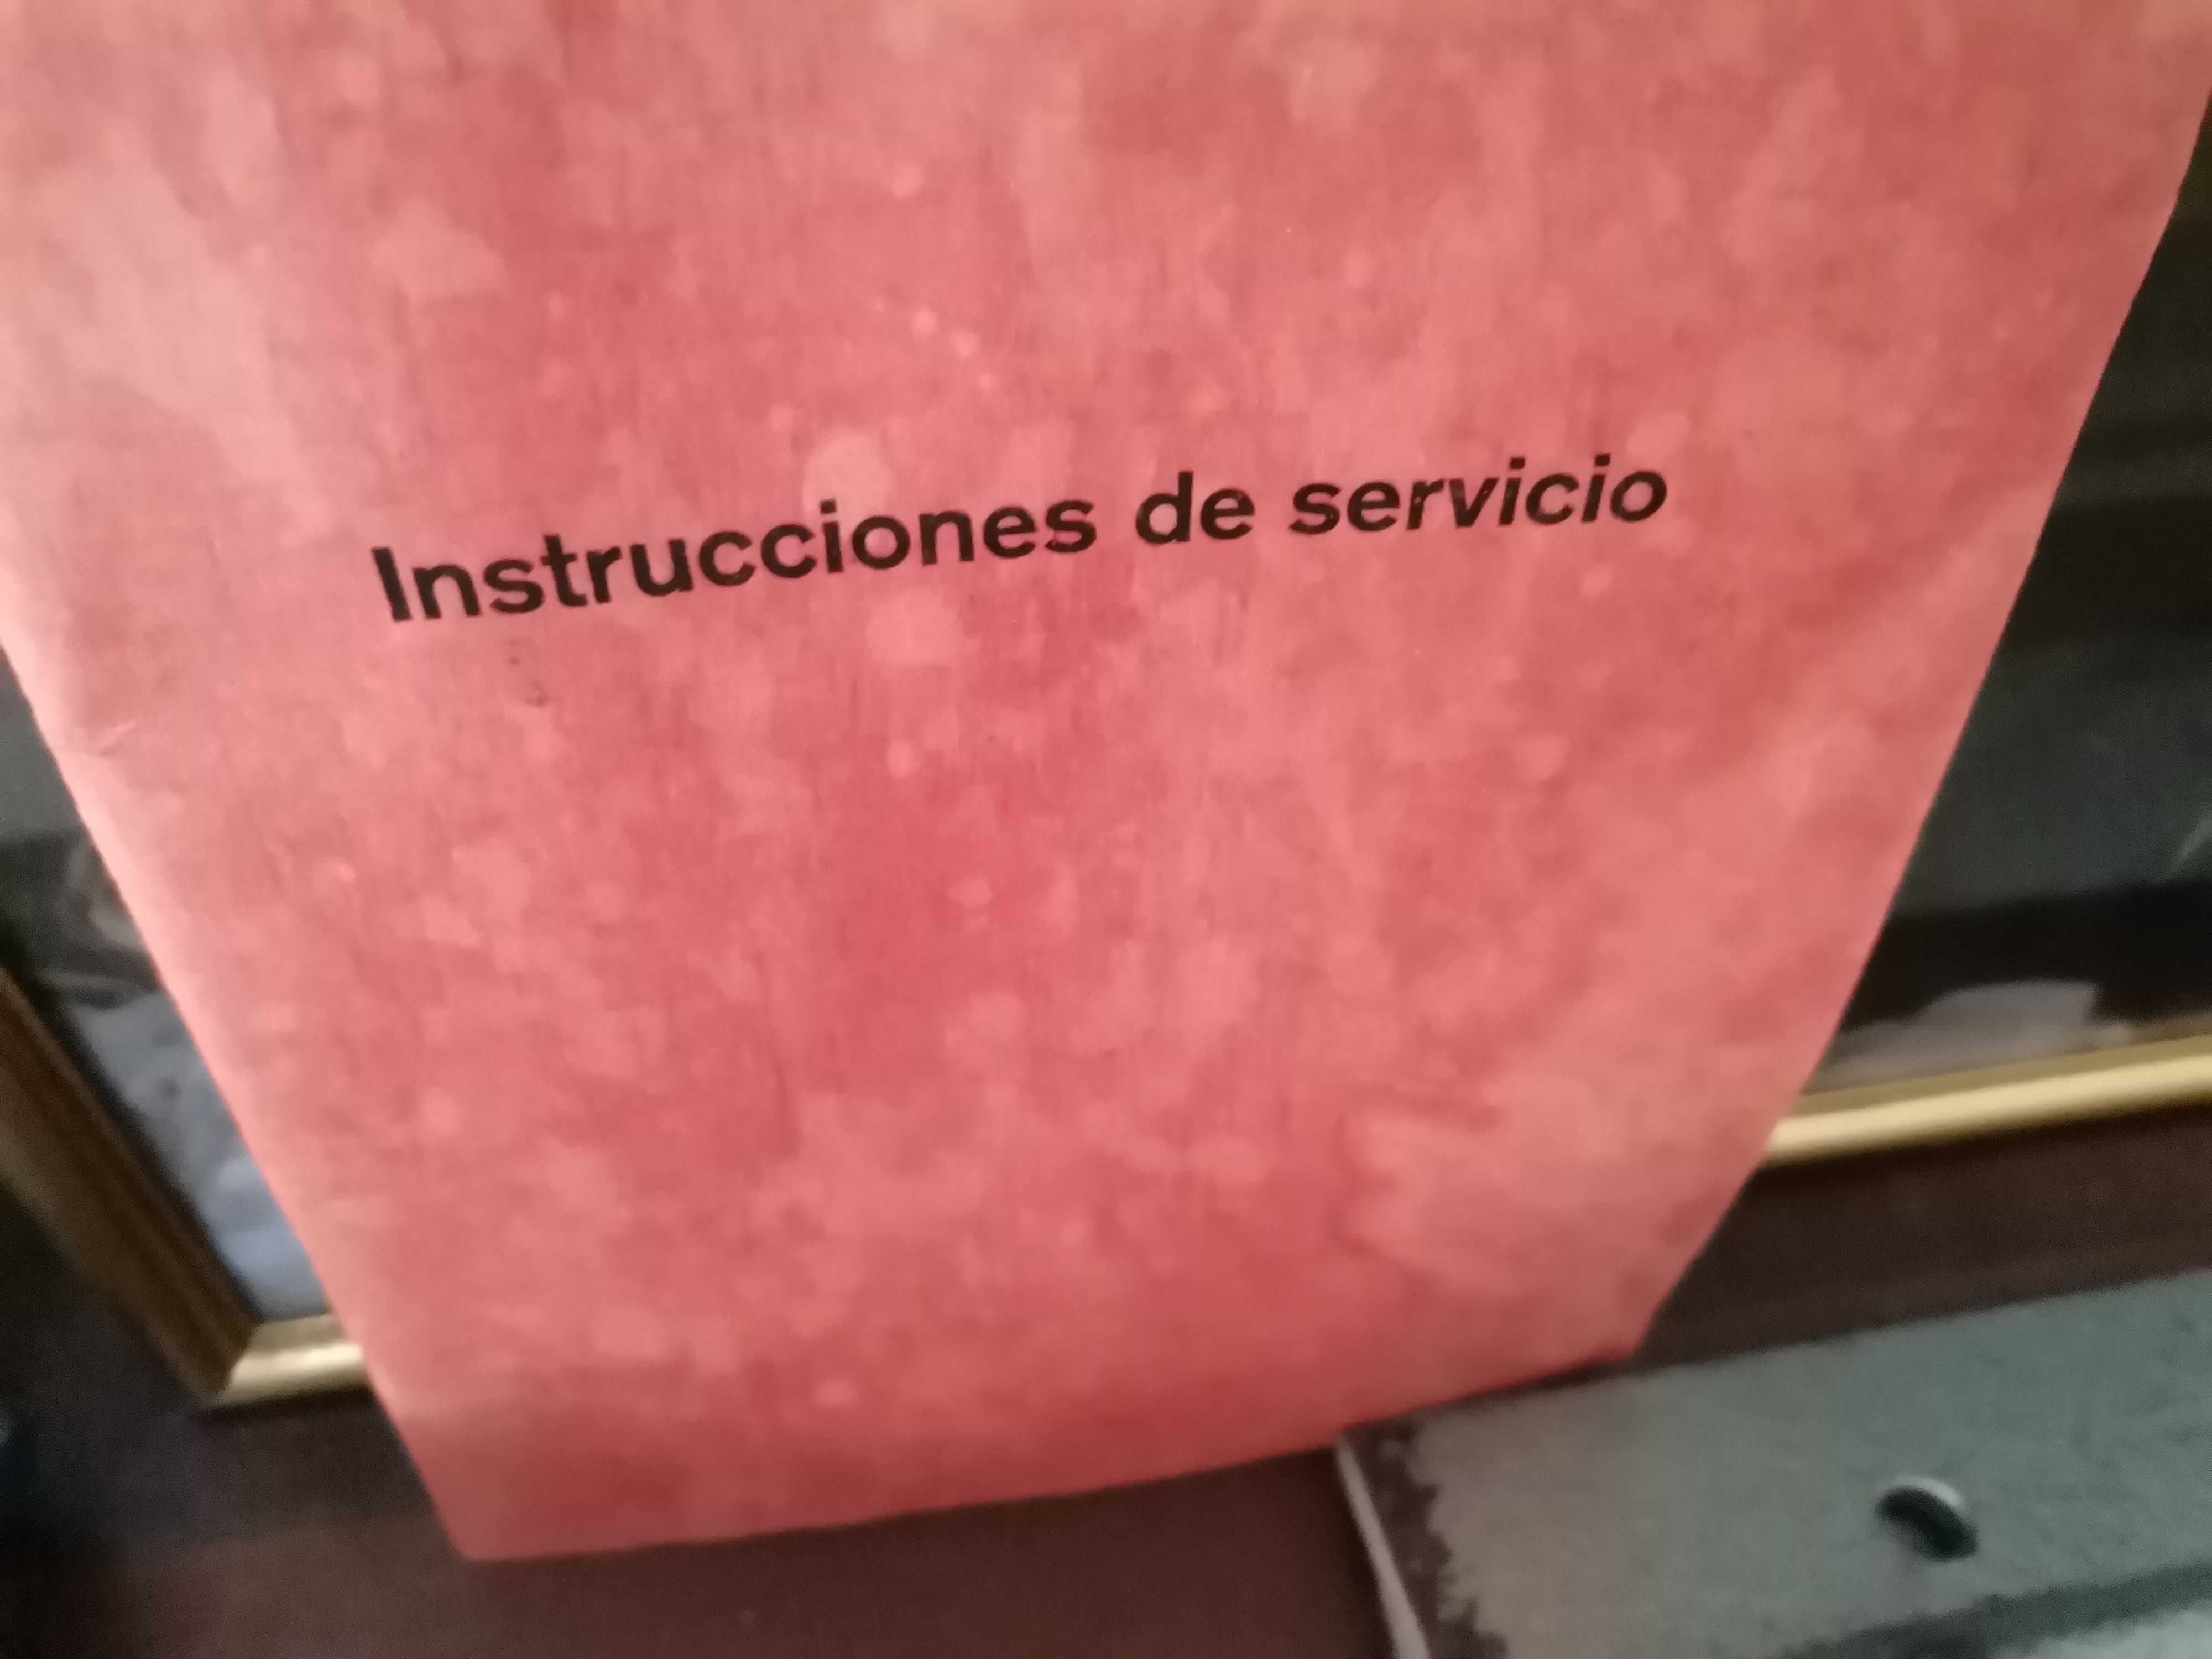 Instrucciones de servicio